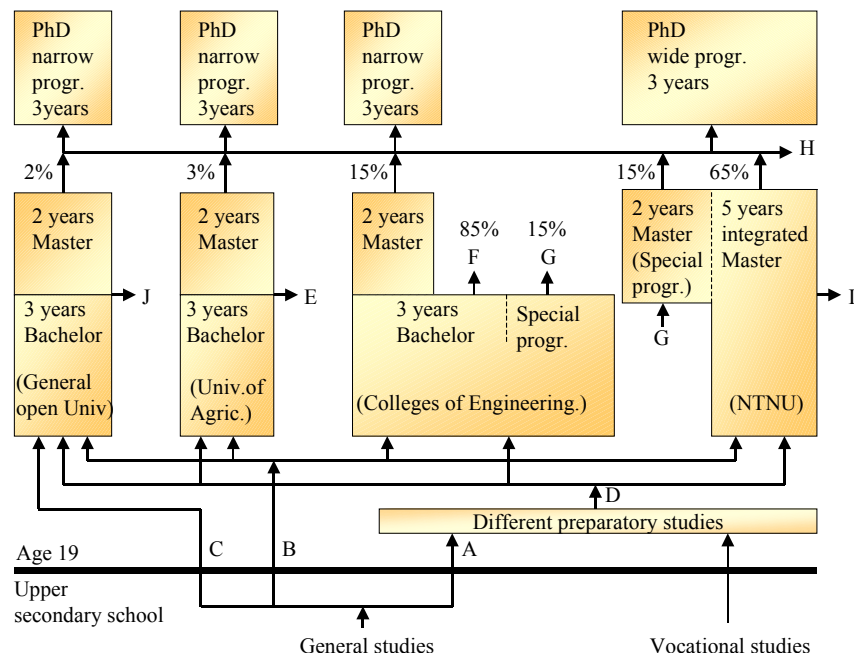 PhD
narrow
progr.
3years
PhD
narrow
progr.
3years
PhD
narrow
progr.
3years
PhD
wide progr.
3 years
H
2%
3%
15%
15%
65%
2 years
Master
2 years
Master
2 years
Master
85%
F
15%
G
2 years
Master
(Special
progr.)
5 years
integrated
Master
J
E
I
3 years
Bachelor
(General
open Univ)
3 years
Bachelor
(Univ.of
Agric.)
3 years
Bachelor
Special
progr.
(Colleges of Engineering.)
G
(NTNU)
D
Different preparatory studies
Age 19
C
B
A
Upper
secondary school
General studies
Vocational studies